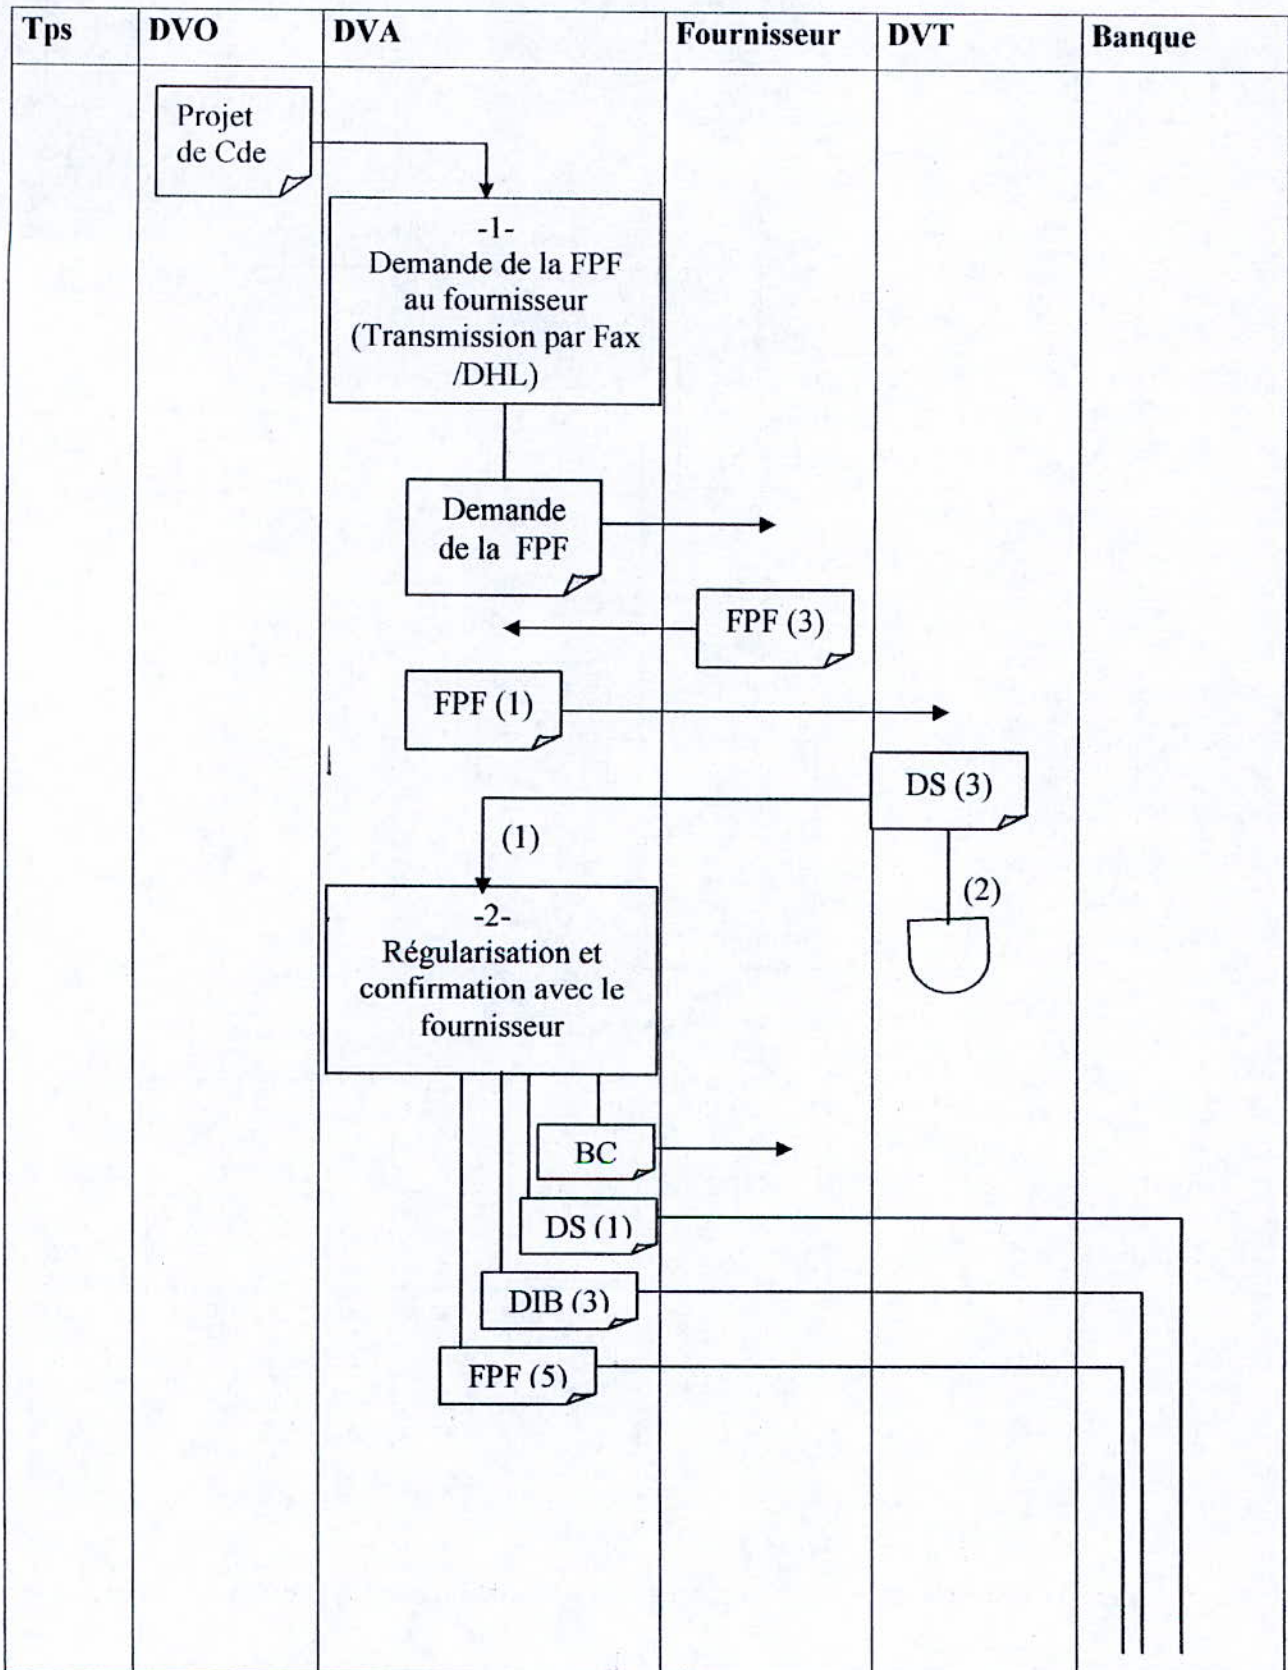 Tps DVO DVA Fournisseur DVT Banque
Projet
de Cde
-1-
Demande de la FPF
au fournisseur
(Transmission par Fax
/DHL)
Demande
de la FPF
FPF (3)
FPF (1)
DS (3)
(1)
(2)
-2-
Régularisation et
confirmation avec le
fournisseur
BC
DS (1)
DIB (3)
FPF (5)